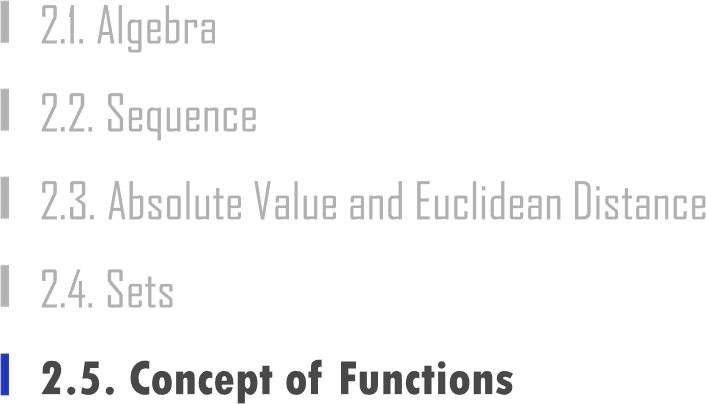 2.1. Algebra
2.2. Sequence
2.3. Absolute Value and Euclidean Distance
2.4. Sets
2.5. Concept of Functions